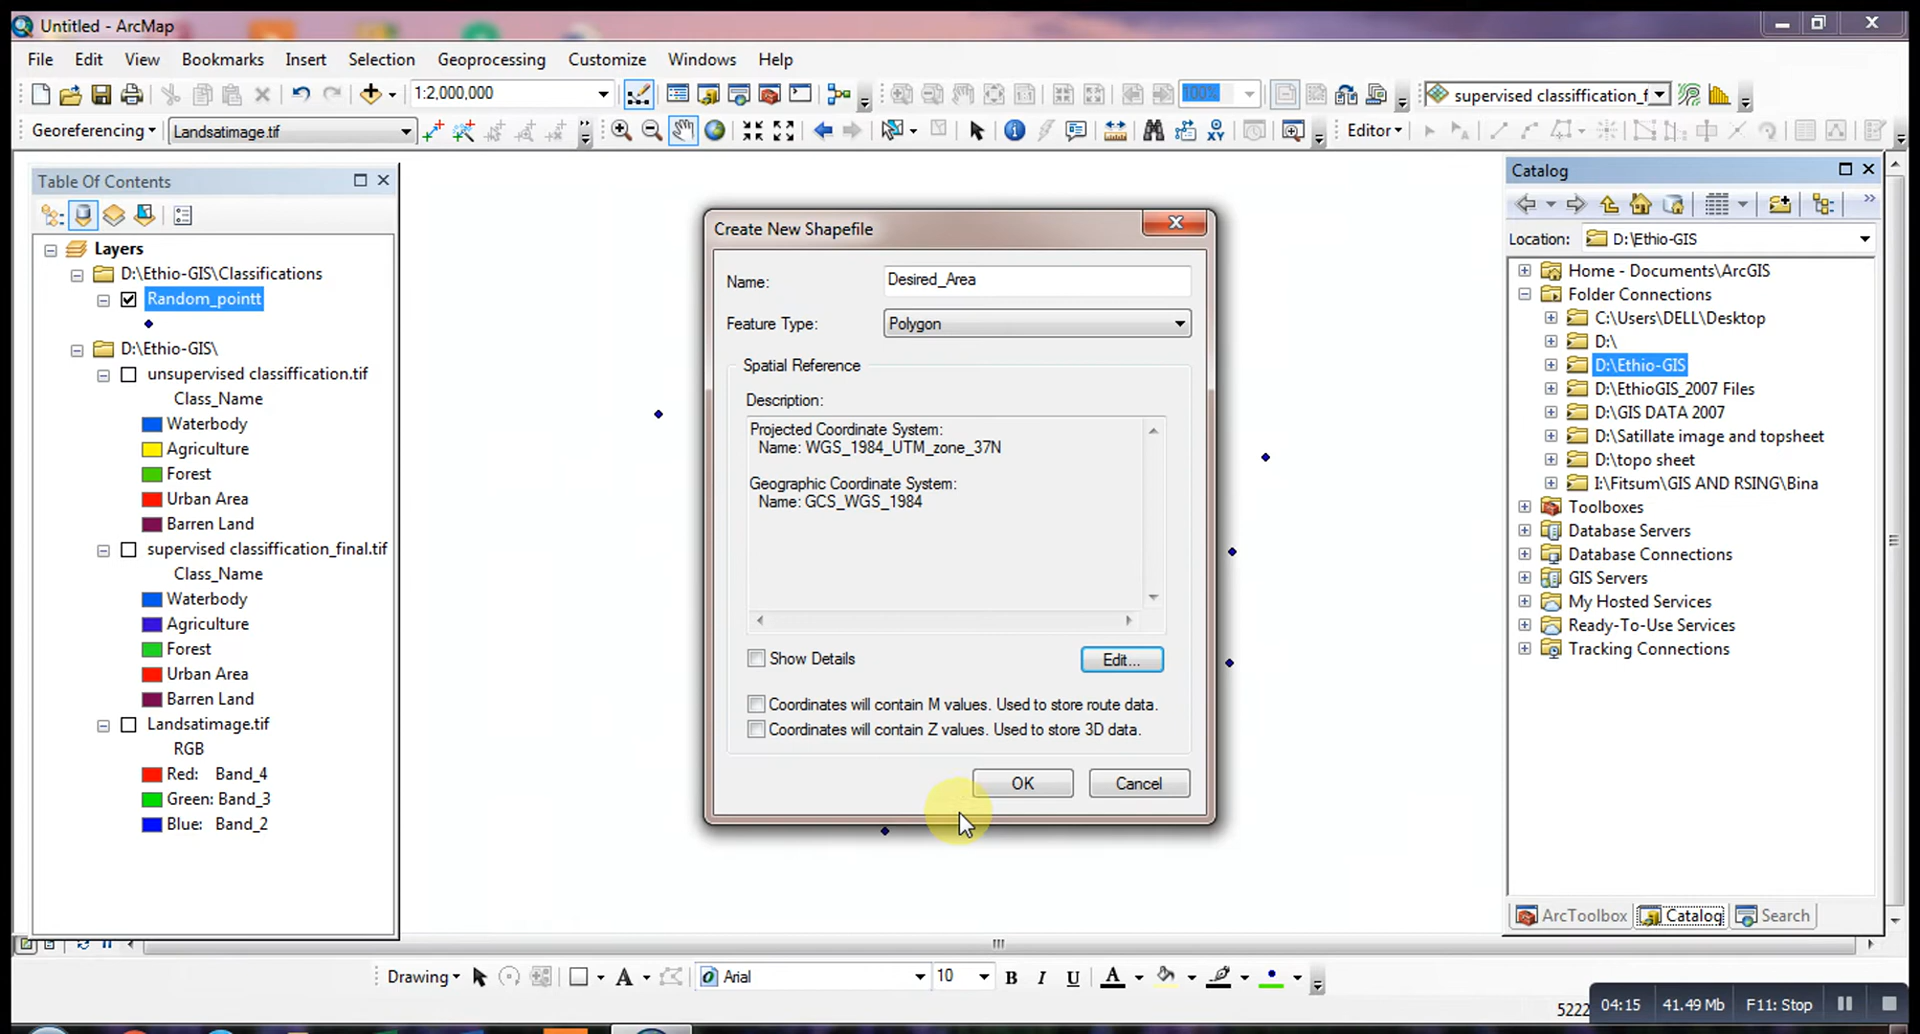 Untitled - ArcMap
File Edit View Bookmarks Insert Selection Geoprocessing Customize Windows Help
1:2,000,000 100% supervised classiffication_f
Georeferencing Landsatimage.tif Editor
Table Of Contents
Layers
D:\Ethio-GIS\Classifications
Random_pointt
D:\Ethio-GIS\
unsupervised classiffication.tif
Class_Name
Waterbody
Agriculture
Forest
Urban Area
Barren Land
supervised classiffication_final.tif
Class_Name
Waterbody
Agriculture
Forest
Urban Area
Barren Land
Landsatimage.tif
RGB
Red: Band_4
Green: Band_3
Blue: Band_2
Create New Shapefile
Name: Desired_Area
Feature Type: Polygon
Spatial Reference
Description:
Projected Coordinate System:
Name: WGS_1984_UTM_zone_37N
Geographic Coordinate System:
Name: GCS_WGS_1984
Show Details Edit...
Coordinates will contain M values. Used to store route data.
Coordinates will contain Z values. Used to store 3D data.
OK Cancel
Catalog
Location: D:\Ethio-GIS
Home - Documents\ArcGIS
Folder Connections
C:\Users\DELL\Desktop
D:\
D:\Ethio-GIS
D:\EthioGIS_2007 Files
D:\GIS DATA 2007
D:\Satillate image and topsheet
D:\topo sheet
I:\Fitsum\GIS AND RSING\Bina
Toolboxes
Database Servers
Database Connections
GIS Servers
My Hosted Services
Ready-To-Use Services
Tracking Connections
ArcToolbox Catalog Search
Drawing A Arial 10 B I U A
5222
04:15 41.49 Mb F11: Stop